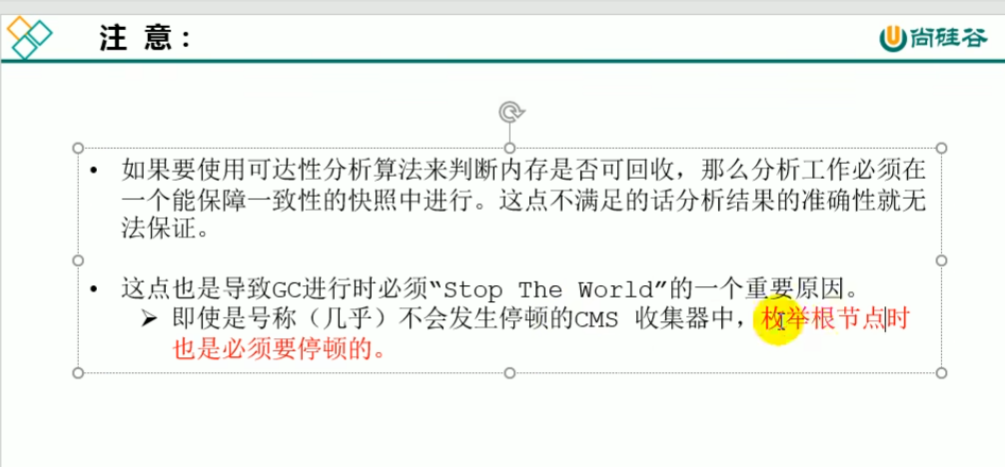 注 意：
尚硅谷
• 如果要使用可达性分析算法来判断内存是否可回收，那么分析工作必须在
一个能保障一致性的快照中进行。这点不满足的话分析结果的准确性就无
法保证。
• 这点也是导致GC进行时必须“Stop The World”的一个重要原因。
➢ 即使是号称（几乎）不会发生停顿的CMS 收集器中，枚举根节点时
也是必须要停顿的。